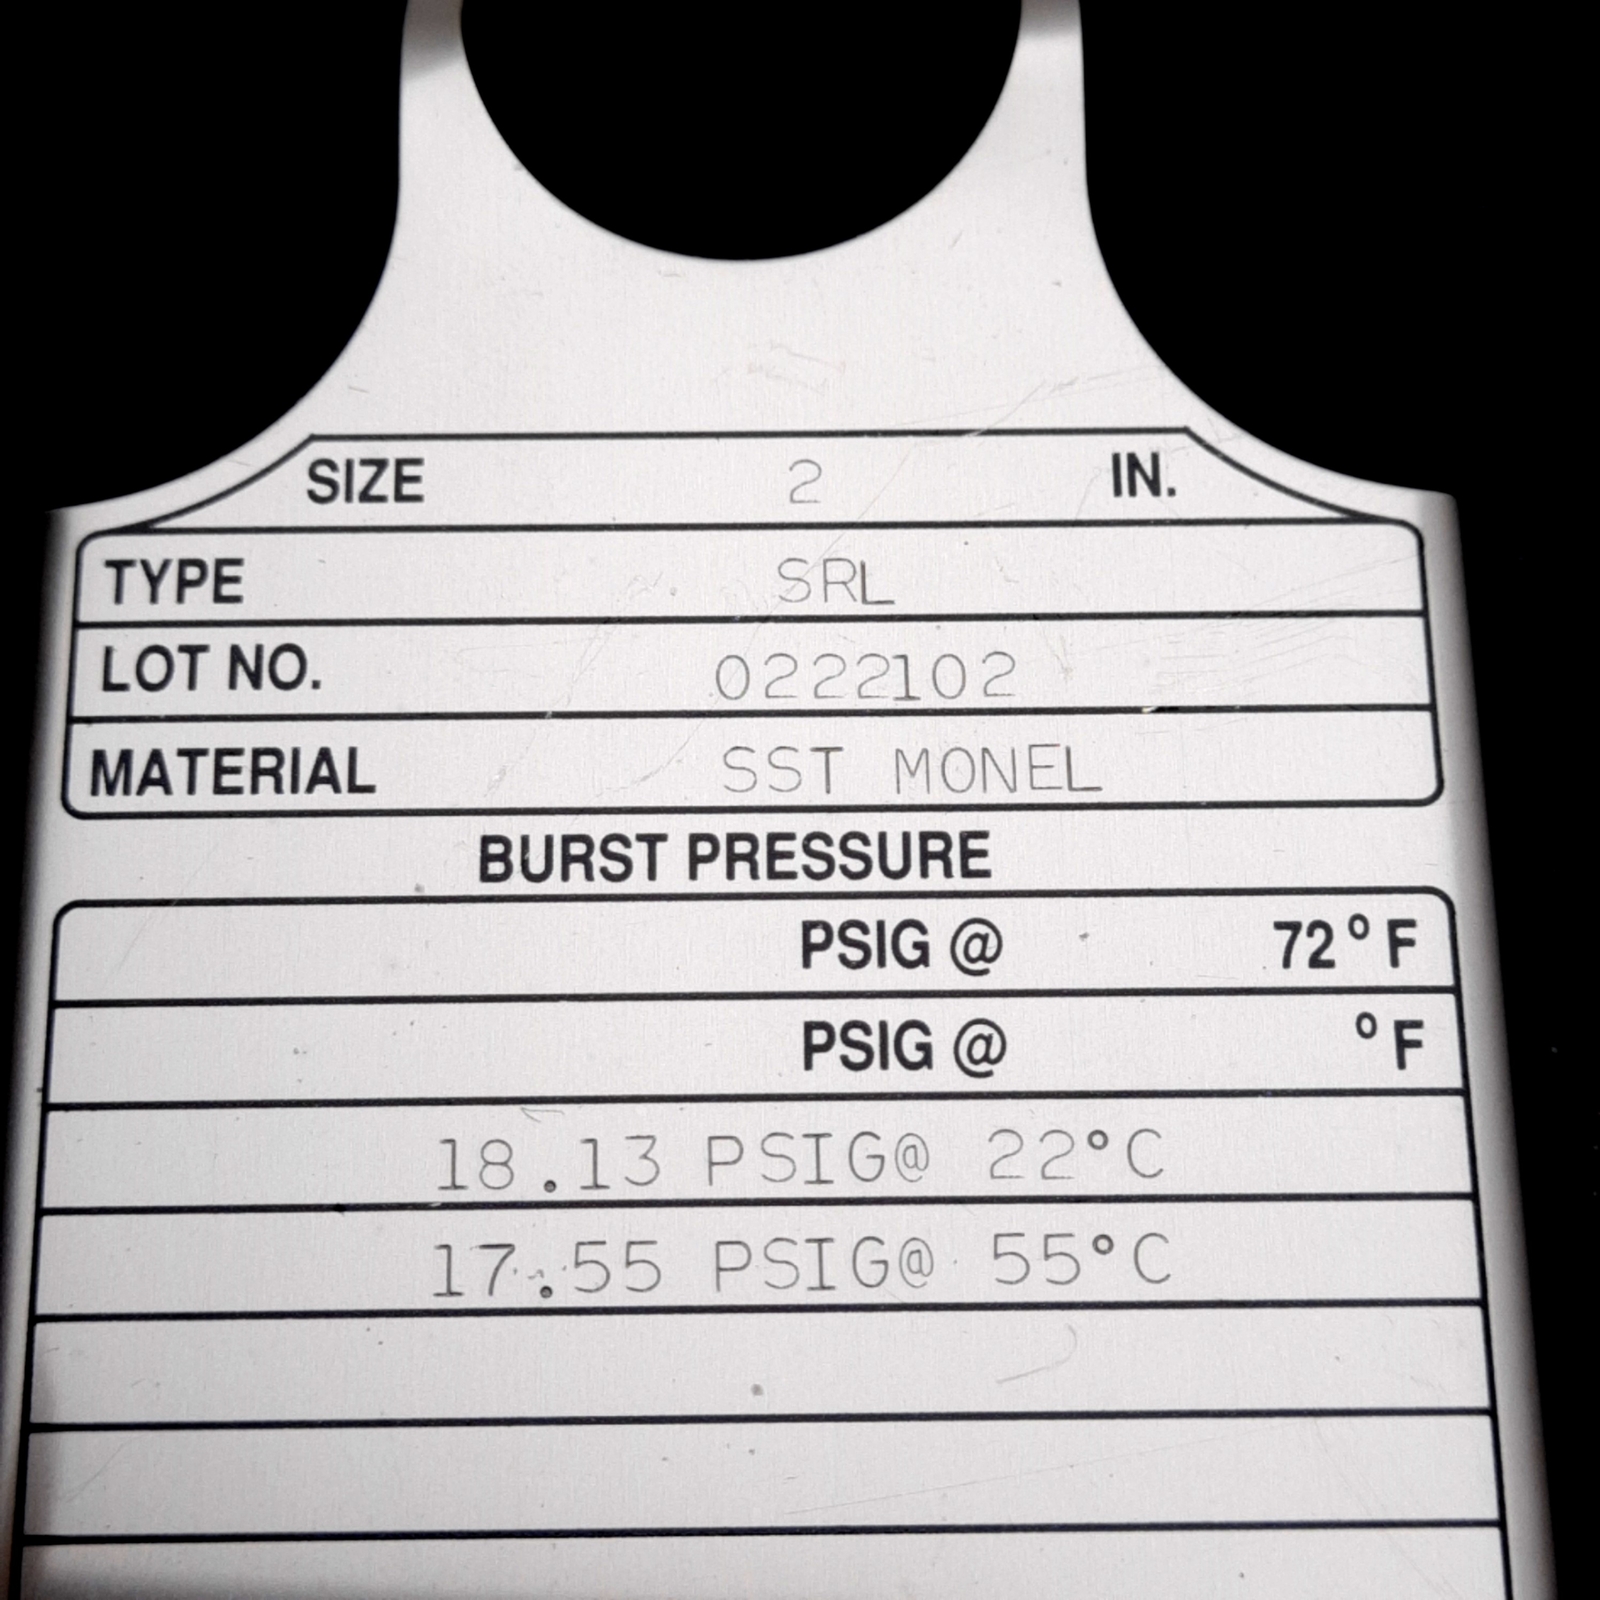 SIZE 2 IN.
TYPE SRL
LOT NO. 0222102
MATERIAL SST MONEL
BURST PRESSURE
PSIG @ 72° F
PSIG @ ° F
18.13 PSIG@ 22°C
17.55 PSIG@ 55°C